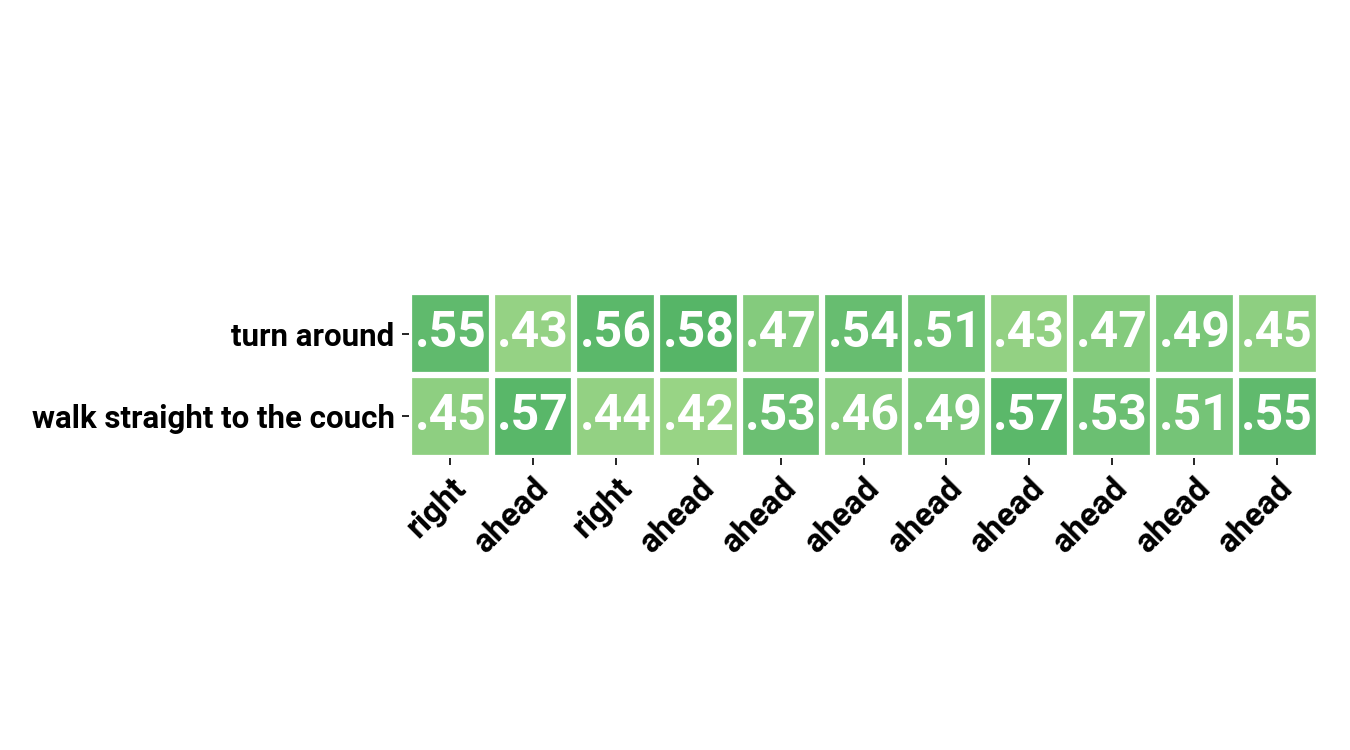 turn around .55 .43 .56 .58 .47 .54 .51 .43 .47 .49 .45
walk straight to the couch .45 .57 .44 .42 .53 .46 .49 .57 .53 .51 .55
right ahead right ahead ahead ahead ahead ahead ahead ahead ahead